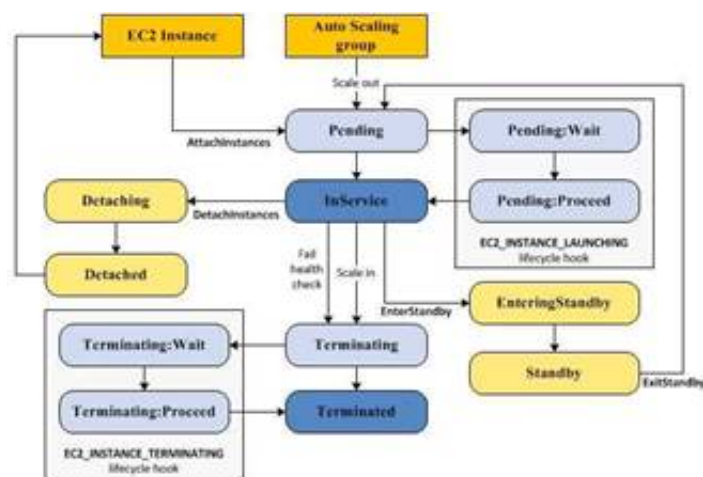 EC2 Instance
Auto Scaling
group
Scale out
Pending
Pending:Wait
AttachInstances
Detaching
InService
Pending:Proceed
DetachInstances
EC2_INSTANCE_LAUNCHING
lifecycle hook
Fail
health
check
Scale in
Detached
EnterStandby
EnteringStandby
Terminating:Wait
Terminating
Standby
ExitStandby
Terminating:Proceed
Terminated
EC2_INSTANCE_TERMINATING
lifecycle hook